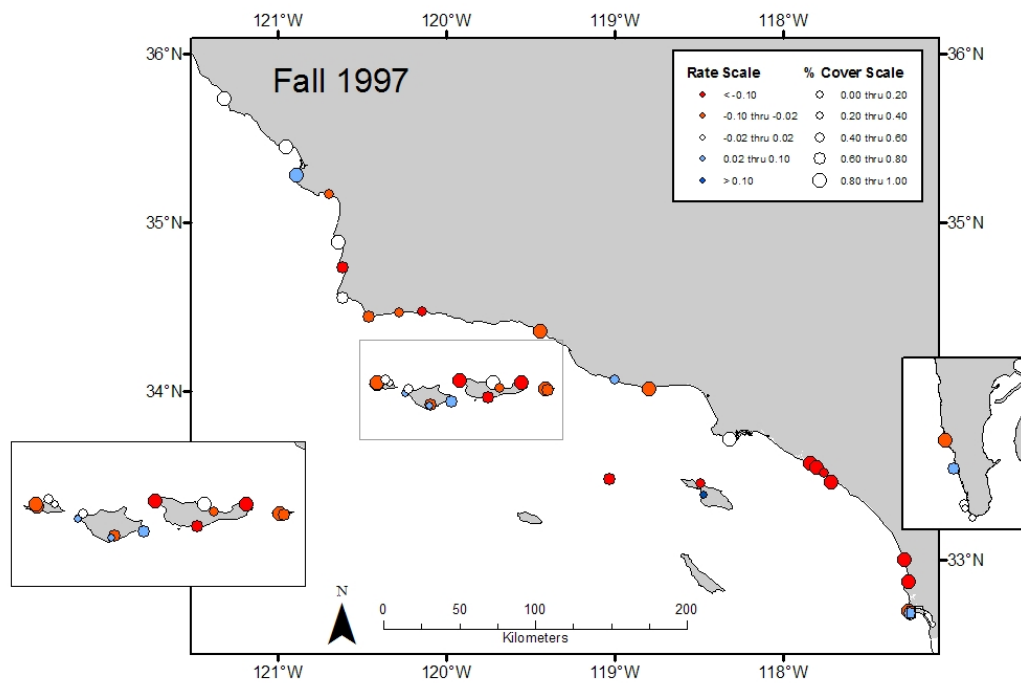 121°W 120°W 119°W 118°W
36°N 36°N
Fall 1997
Rate Scale % Cover Scale
< -0.10 0.00 thru 0.20
-0.10 thru -0.02 0.20 thru 0.40
-0.02 thru 0.02 0.40 thru 0.60
0.02 thru 0.10 0.60 thru 0.80
> 0.10 0.80 thru 1.00
35°N 35°N
34°N
33°N
N
0 50 100 200
Kilometers
121°W 120°W 119°W 118°W